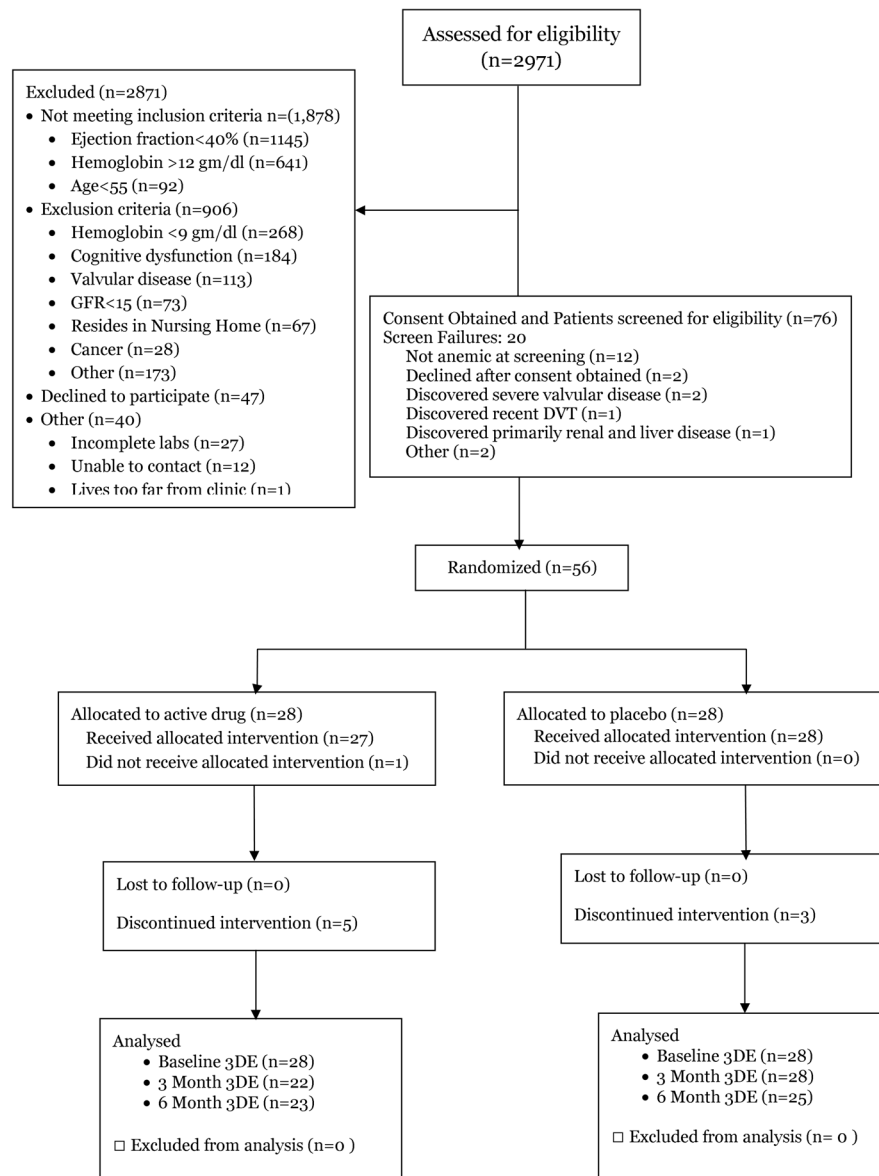 Assessed for eligibility
(n=2971)
Excluded (n=2871)
• Not meeting inclusion criteria n=(1,878)
• Ejection fraction<40% (n=1145)
• Hemoglobin >12 gm/dl (n=641)
• Age<55 (n=92)
• Exclusion criteria (n=906)
• Hemoglobin <9 gm/dl (n=268)
• Cognitive dysfunction (n=184)
• Valvular disease (n=113)
• GFR<15 (n=73)
• Resides in Nursing Home (n=67)
• Cancer (n=28)
• Other (n=173)
• Declined to participate (n=47)
• Other (n=40)
• Incomplete labs (n=27)
• Unable to contact (n=12)
• Lives too far from clinic (n=1)
Consent Obtained and Patients screened for eligibility (n=76)
Screen Failures: 20
Not anemic at screening (n=12)
Declined after consent obtained (n=2)
Discovered severe valvular disease (n=2)
Discovered recent DVT (n=1)
Discovered primarily renal and liver disease (n=1)
Other (n=2)
Randomized (n=56)
Allocated to active drug (n=28)
Received allocated intervention (n=27)
Did not receive allocated intervention (n=1)
Allocated to placebo (n=28)
Received allocated intervention (n=28)
Did not receive allocated intervention (n=0)
Lost to follow-up (n=0)
Discontinued intervention (n=5)
Lost to follow-up (n=0)
Discontinued intervention (n=3)
Analysed
• Baseline 3DE (n=28)
• 3 Month 3DE (n=22)
• 6 Month 3DE (n=23)
□ Excluded from analysis (n=0 )
Analysed
• Baseline 3DE (n=28)
• 3 Month 3DE (n=28)
• 6 Month 3DE (n=25)
□ Excluded from analysis (n= 0 )